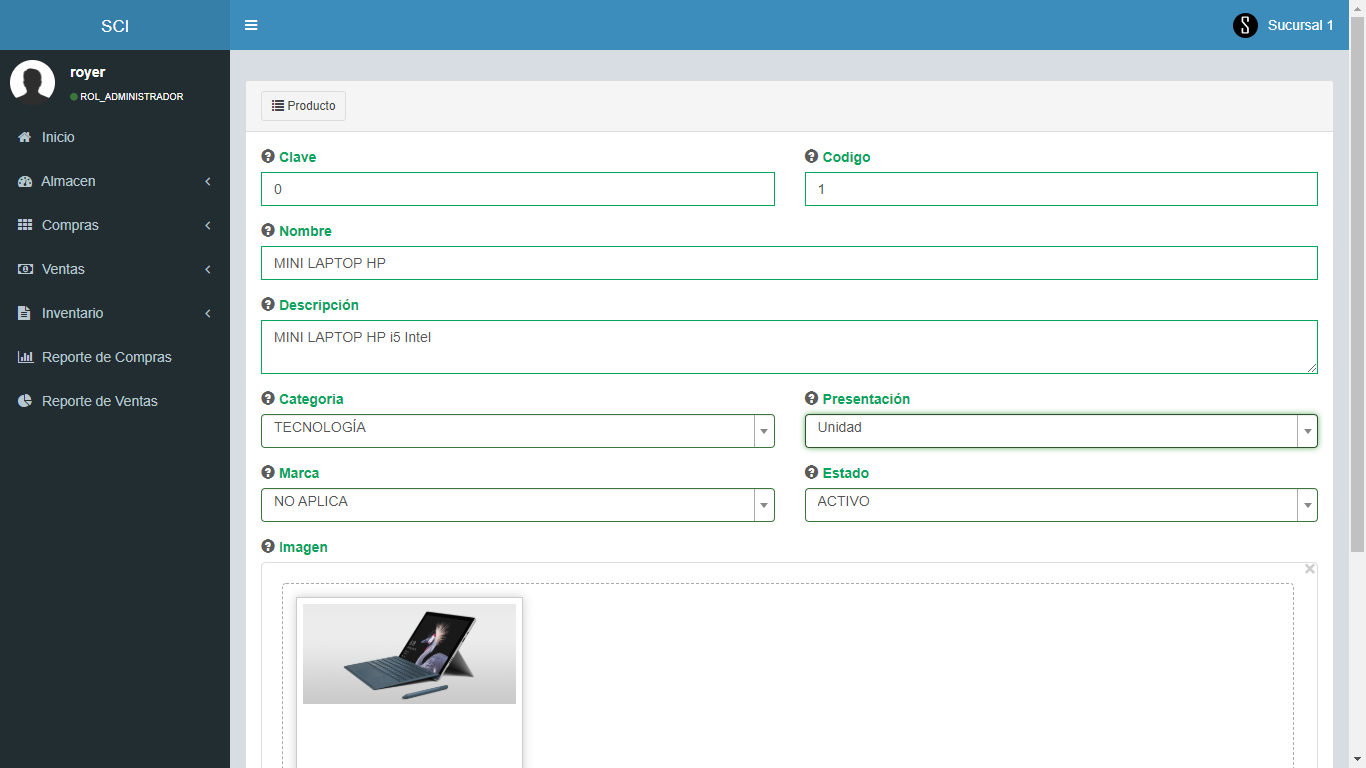 SCI
Sucursal 1
royer
ROL_ADMINISTRADOR
Inicio
Almacen
Compras
Ventas
Inventario
Reporte de Compras
Reporte de Ventas
Producto
Clave
Codigo
0
1
Nombre
MINI LAPTOP HP
Descripción
MINI LAPTOP HP i5 Intel
Categoria
Presentación
TECNOLOGÍA
Unidad
Marca
Estado
NO APLICA
ACTIVO
Imagen